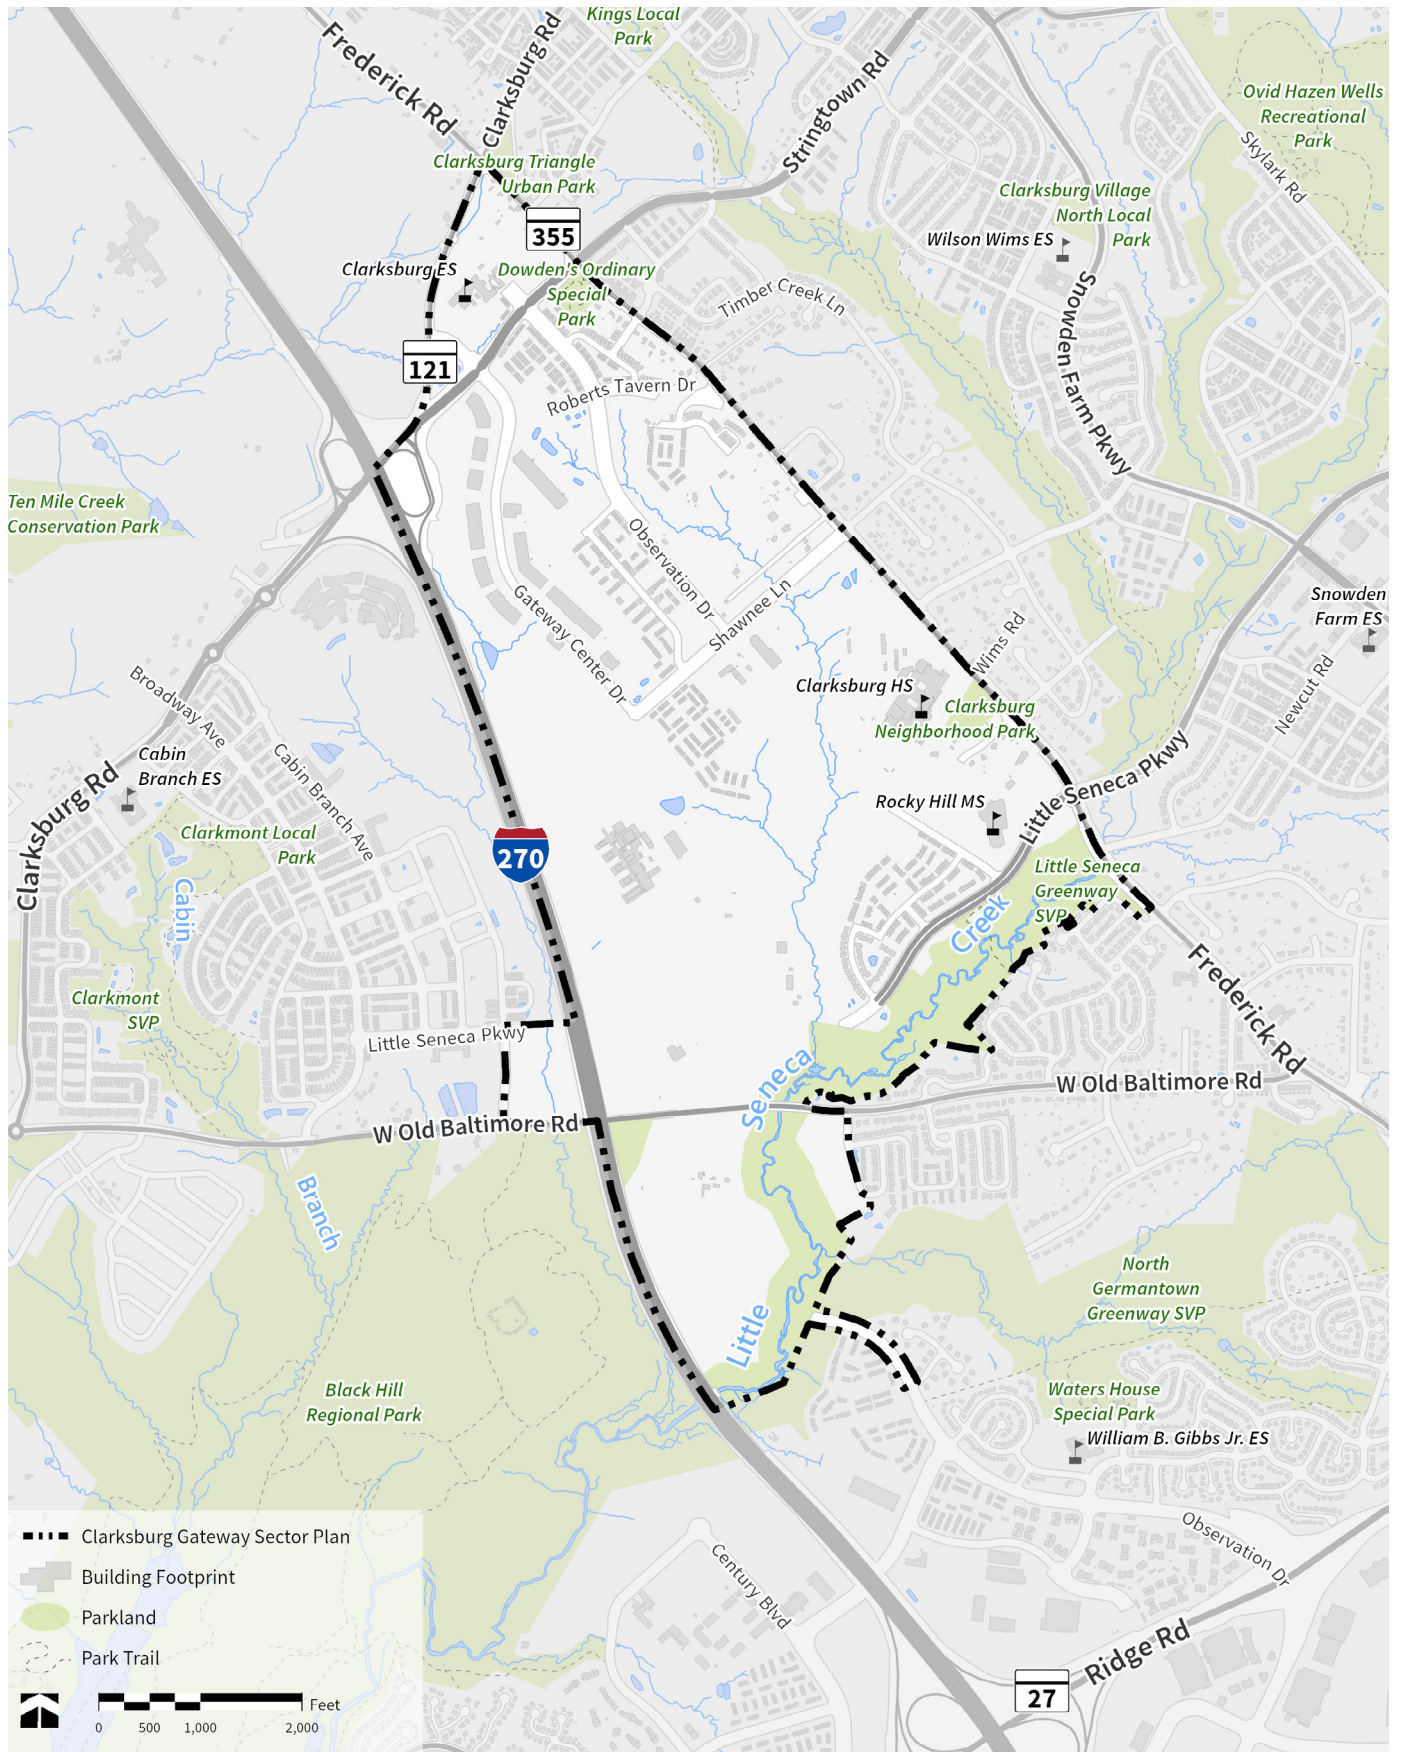 Kings Local
Park
Frederick Rd
Clarksburg Rd
Stringtown Rd
Ovid Hazen Wells
Recreational
Park
Skylark Rd
Clarksburg Triangle
Urban Park
Clarksburg Village
North Local
Park
355
Wilson Wims ES
Clarksburg ES
Dowden's Ordinary
Special
Park
Timber Creek Ln
Snowden Farm Pkwy
121
Roberts Tavern Dr
Ten Mile Creek
Conservation Park
Observation Dr
Gateway Center Dr
Shawnee Ln
Snowden
Farm ES
Wims Rd
Newcut Rd
Clarksburg HS
Clarksburg
Neighborhood Park
Broadway Ave
Cabin
Branch ES
Cabin Branch Ave
Clarksburg Rd
Little Seneca Pkwy
Rocky Hill MS
Clarkmont Local
Park
270
Little Seneca
Greenway
SVP
Cabin
Creek
Frederick Rd
Clarkmont
SVP
Little Seneca Pkwy
Seneca
W Old Baltimore Rd
W Old Baltimore Rd
Branch
North
Germantown
Greenway SVP
Little
Black Hill
Regional Park
Waters House
Special Park
William B. Gibbs Jr. ES
Observation Dr
Century Blvd
Ridge Rd
27
Clarksburg Gateway Sector Plan
Building Footprint
Parkland
Park Trail
Feet
0 500 1,000 2,000